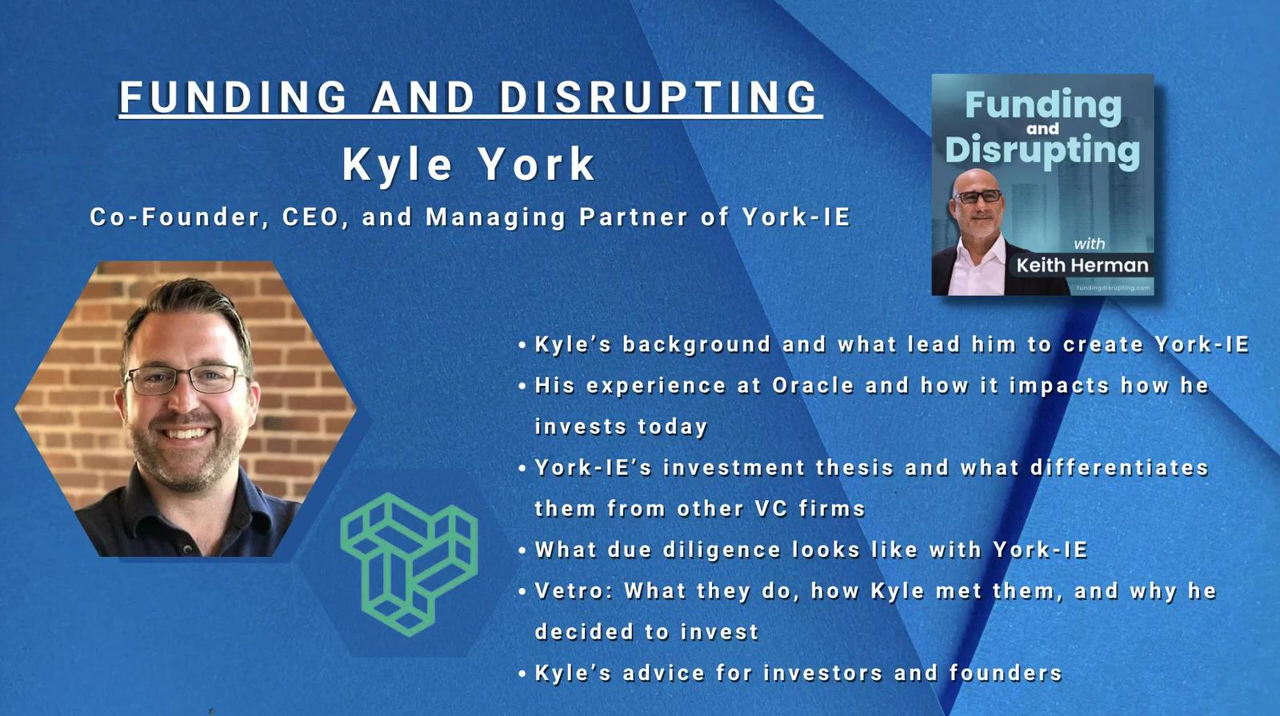 FUNDING AND DISRUPTING
Kyle York
Co-Founder, CEO, and Managing Partner of York-IE
Funding
and
Disrupting
with
Keith Herman
fundingdisrupting.com
• Kyle’s background and what lead him to create York-IE
• His experience at Oracle and how it impacts how he
invests today
• York-IE’s investment thesis and what differentiates
them from other VC firms
• What due diligence looks like with York-IE
• Vetro: What they do, how Kyle met them, and why he
decided to invest
• Kyle’s advice for investors and founders